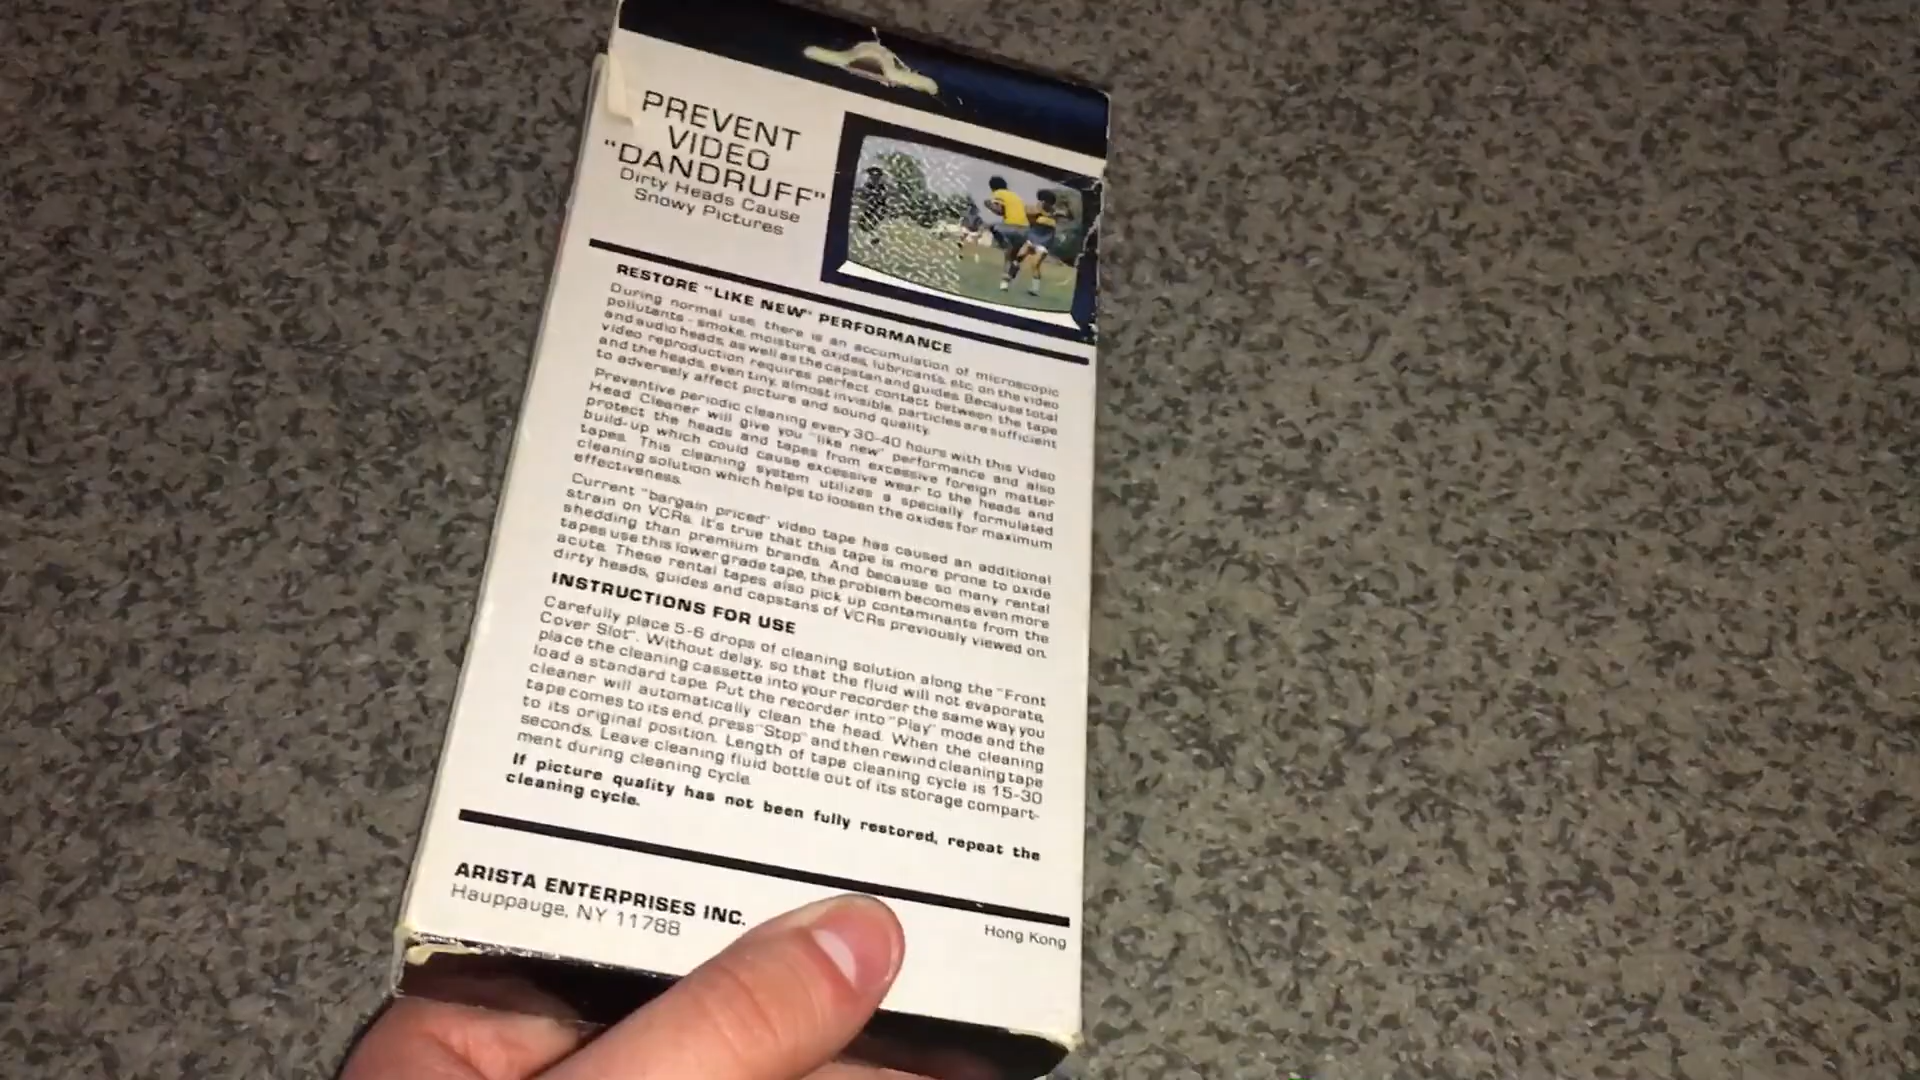 PREVENT
VIDEO
"DANDRUFF"
Dirty Heads Cause
Snowy Pictures
RESTORE "LIKE NEW" PERFORMANCE
During normal use, there is an accumulation of microscopic
pollutants - smoke, moisture, oxides, lubricants, etc, on the video
and audio heads, as well as the capstan and guides. Because total
video reproduction requires perfect contact between the tape
and the heads, even tiny, almost invisible, particles are sufficient
to adversely affect picture and sound quality.
Preventive periodic cleaning every 30-40 hours with this Video
Head Cleaner will give you "like new" performance and also
protect the heads and tapes from excessive foreign matter
build-up which could cause excessive wear to the heads and
tapes. This cleaning system utilizes a specially formulated
cleaning solution which helps to loosen the oxides for maximum
effectiveness.
Current "bargain priced" video tape has caused an additional
strain on VCRs. It's true that this tape is more prone to oxide
shedding than premium brands. And because so many rental
tapes use this lower grade tape, the problem becomes even more
acute. These rental tapes also pick up contaminants from the
dirty heads, guides and capstans of VCRs previously viewed on.
INSTRUCTIONS FOR USE
Carefully place 5-6 drops of cleaning solution along the "Front
Cover Slot". Without delay, so that the fluid will not evaporate,
place the cleaning cassette into your recorder the same way you
load a standard tape. Put the recorder into "Play" mode and the
cleaner will automatically clean the head. When the cleaning
tape comes to its end, press "Stop" and then rewind cleaning tape
to its original position. Length of tape cleaning cycle is 15-30
seconds. Leave cleaning fluid bottle out of its storage compart-
ment during cleaning cycle.
If picture quality has not been fully restored, repeat the
cleaning cycle.
ARISTA ENTERPRISES INC.
Hauppauge, NY 11788
Hong Kong